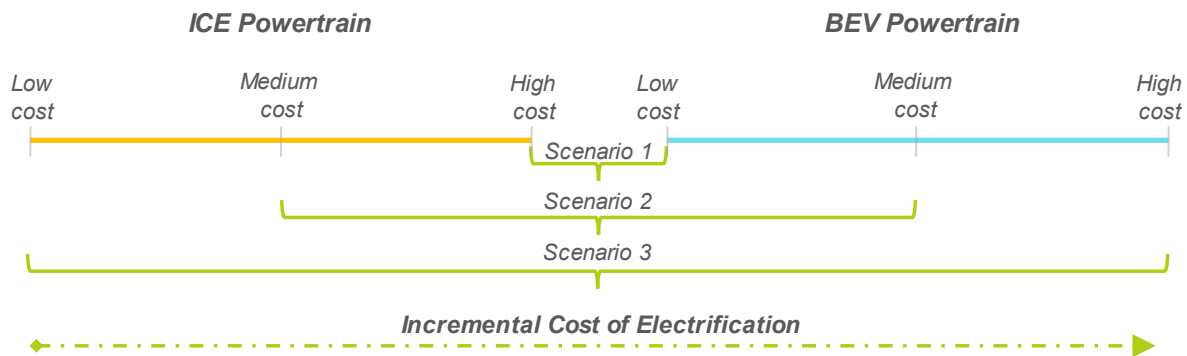 ICE Powertrain
BEV Powertrain
Low
cost
Medium
cost
High
cost
Low
cost
Medium
cost
High
cost
Scenario 1
Scenario 2
Scenario 3
Incremental Cost of Electrification